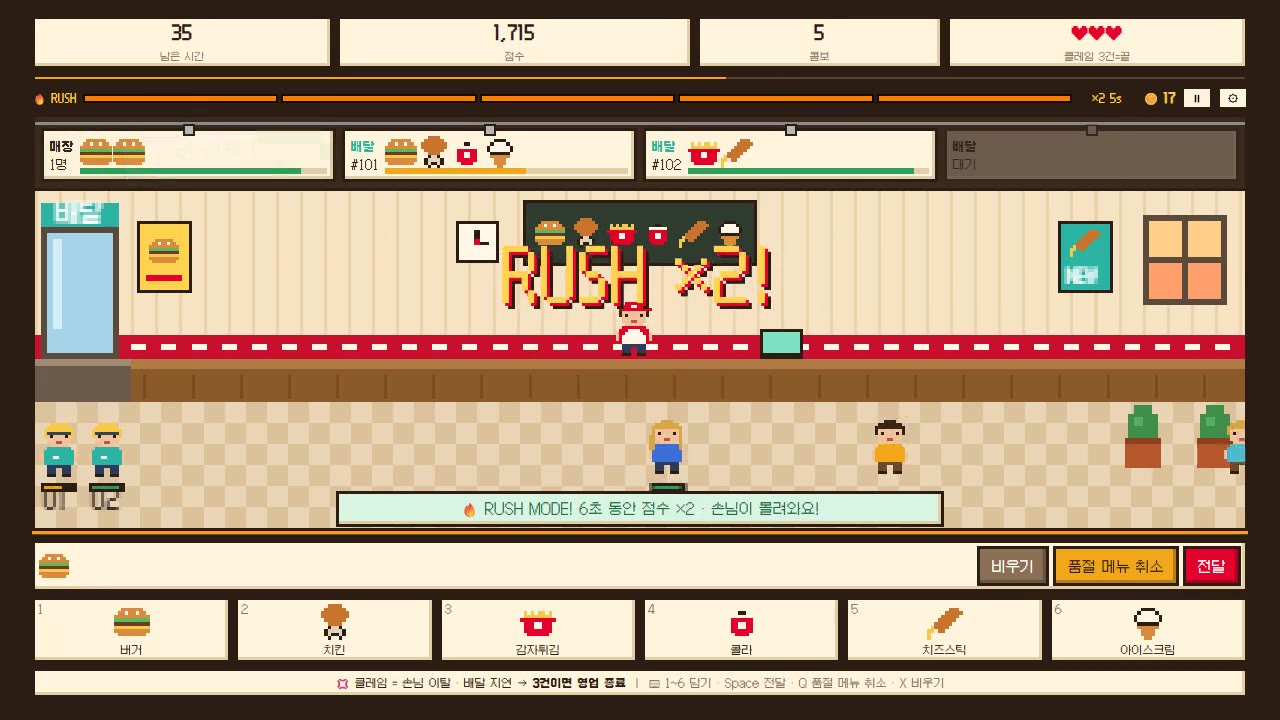 35
남은 시간
1,715
점수
5
콤보
클레임 3건=끝
RUSH
×2 5s
17
매장
1명
배달
#101
배달
#102
배달
대기
배달
NEW
RUSH ×2!
RUSH MODE! 6초 동안 점수 ×2 · 손님이 몰려와요!
비우기
품절 메뉴 취소
전달
1
버거
2
치킨
3
감자튀김
4
콜라
5
치즈스틱
6
아이스크림
클레임 = 손님 이탈 · 배달 지연 → 3건이면 영업 종료 | 1~6 담기 · Space 전달 · Q 품절 메뉴 취소 · X 비우기